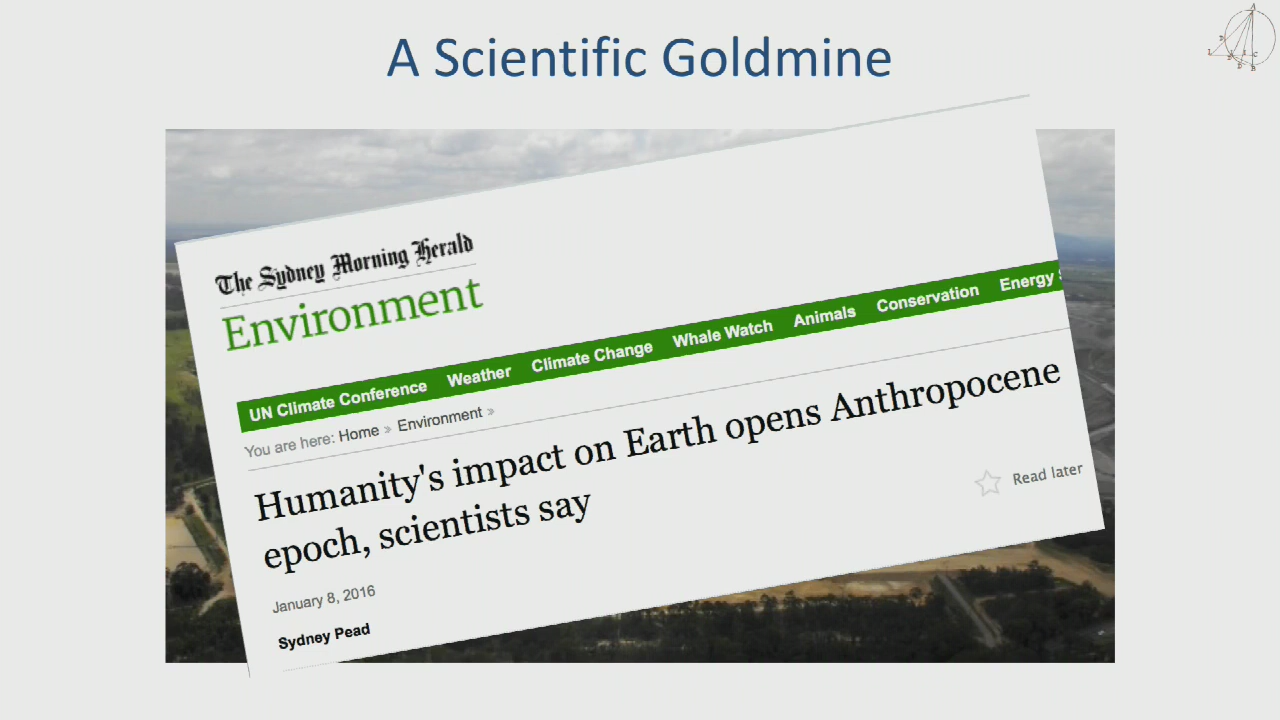 A Scientific Goldmine
The Sydney Morning Herald
Environment
UN Climate Conference Weather Climate Change Whale Watch Animals Conservation Energy
You are here: Home » Environment »
Humanity's impact on Earth opens Anthropocene
epoch, scientists say
Read later
January 8, 2016
Sydney Pead